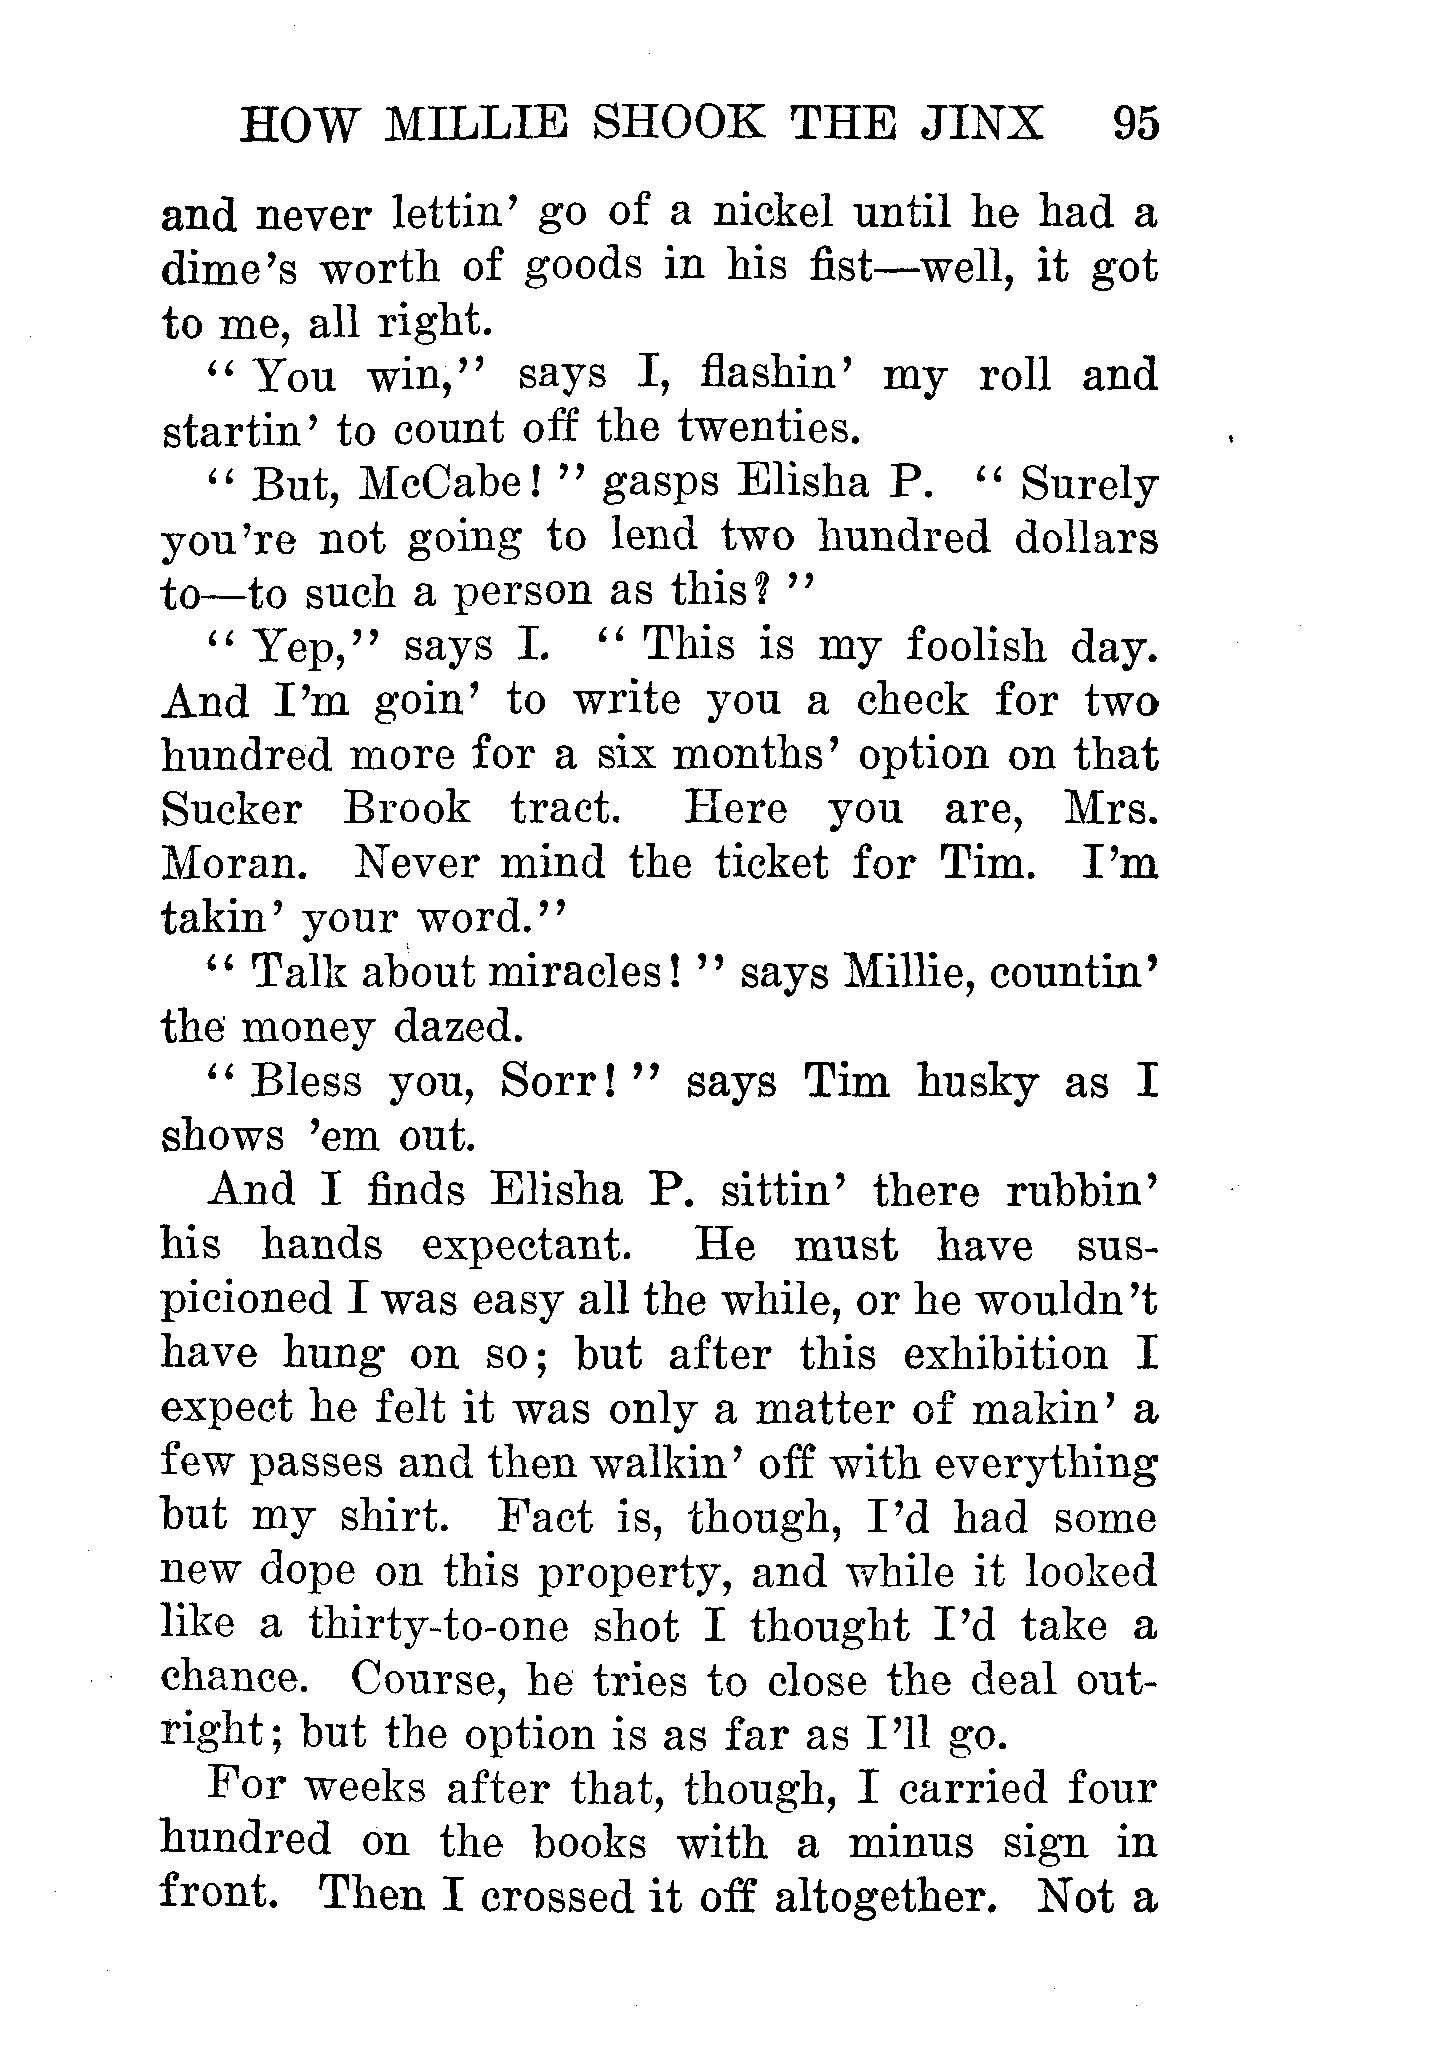 HOW MILLIE SHOOK THE JINX 95
and never lettin' go of a nickel until he had a
dime's worth of goods in his fist—well, it got
to me, all right.
" You win," says I, flashin' my roll and
startin' to count off the twenties.
" But, McCabe! " gasps Elisha P. " Surely
you're not going to lend two hundred dollars
to—to such a person as this? "
" Yep," says I. " This is my foolish day.
And I'm goin' to write you a check for two
hundred more for a six months' option on that
Sucker Brook tract. Here you are, Mrs.
Moran. Never mind the ticket for Tim. I'm
takin' your word."
" Talk about miracles! " says Millie, countin'
the money dazed.
" Bless you, Sorr! " says Tim husky as I
shows 'em out.
And I finds Elisha P. sittin' there rubbin'
his hands expectant. He must have sus-
picioned I was easy all the while, or he wouldn't
have hung on so; but after this exhibition I
expect he felt it was only a matter of makin' a
few passes and then walkin' off with everything
but my shirt. Fact is, though, I'd had some
new dope on this property, and while it looked
like a thirty-to-one shot I thought I'd take a
chance. Course, he tries to close the deal out-
right; but the option is as far as I'll go.
For weeks after that, though, I carried four
hundred on the books with a minus sign in
front. Then I crossed it off altogether. Not a